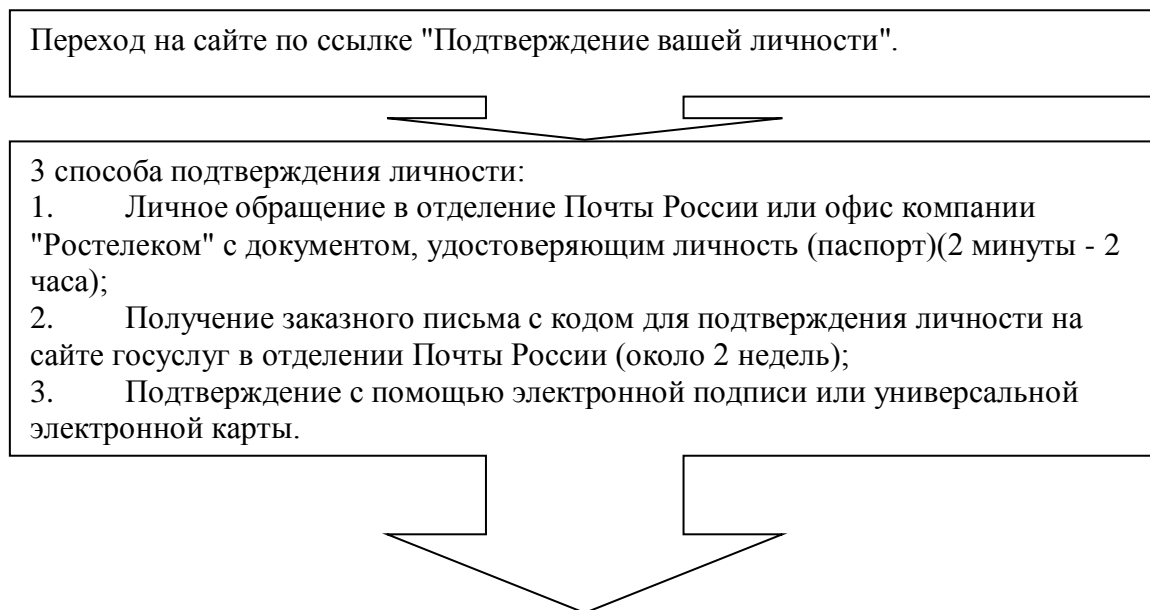 Переход на сайте по ссылке "Подтверждение вашей личности".
3 способа подтверждения личности:
1. Личное обращение в отделение Почты России или офис компании
"Ростелеком" с документом, удостоверяющим личность (паспорт)(2 минуты - 2
часа);
2. Получение заказного письма с кодом для подтверждения личности на
сайте госуслуг в отделении Почты России (около 2 недель);
3. Подтверждение с помощью электронной подписи или универсальной
электронной карты.